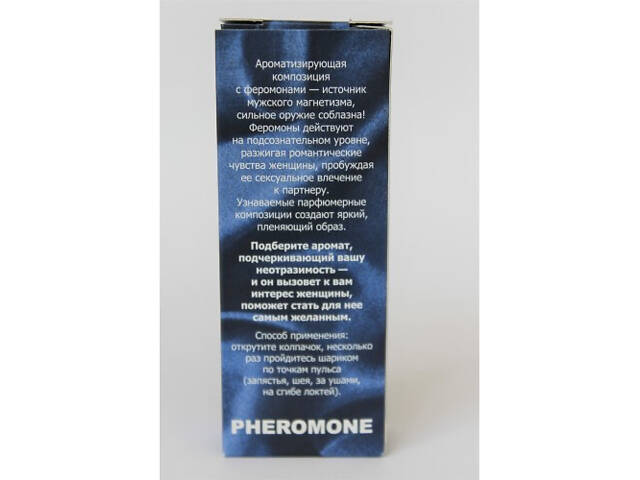 Ароматизирующая
композиция
с феромонами — источник
мужского магнетизма,
сильное оружие соблазна!
Феромоны действуют
на подсознательном уровне,
разжигая романтические
чувства женщины, пробуждая
ее сексуальное влечение
к партнеру.
Узнаваемые парфюмерные
композиции создают яркий,
пленяющий образ.
Подберите аромат,
подчеркивающий вашу
неотразимость —
и он вызовет к вам
интерес женщины,
поможет стать для нее
самым желанным.
Способ применения:
открутите колпачок, несколько
раз пройдитесь шариком
по точкам пульса
(запястья, шея, за ушами,
на сгибе локтей).
PHEROMONE